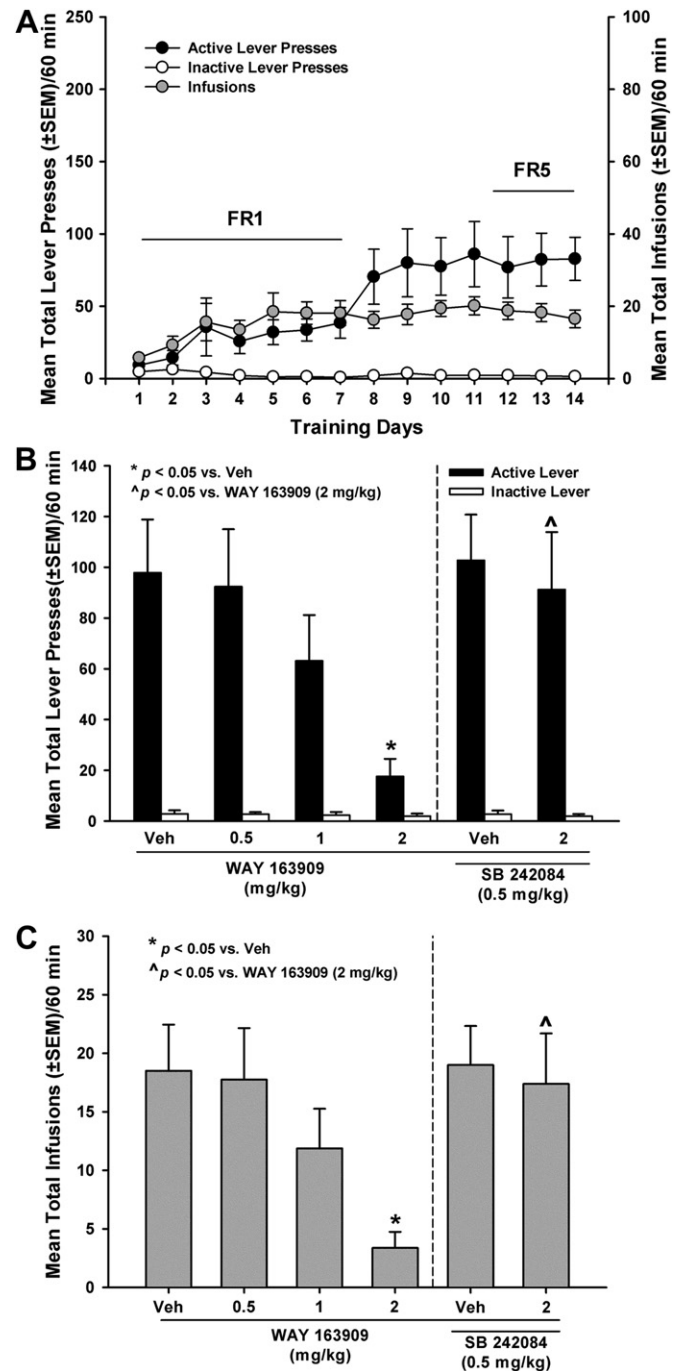 A
Mean Total Lever Presses (±SEM)/60 min
250
200
150
100
50
0
Active Lever Presses
Inactive Lever Presses
Infusions
FR1
FR5
100
80
60
40
20
0
Mean Total Infusions (±SEM)/60 min
1 2 3 4 5 6 7 8 9 10 11 12 13 14
Training Days
B
Mean Total Lever Presses(±SEM)/60 min
140
120
100
80
60
40
20
0
* p < 0.05 vs. Veh
^ p < 0.05 vs. WAY 163909 (2 mg/kg)
Active Lever
Inactive Lever
*
^
Veh 0.5 1 2 Veh 2
WAY 163909
(mg/kg)
SB 242084
(0.5 mg/kg)
C
Mean Total Infusions (±SEM)/60 min
30
25
20
15
10
5
0
* p < 0.05 vs. Veh
^ p < 0.05 vs. WAY 163909 (2 mg/kg)
*
^
Veh 0.5 1 2 Veh 2
WAY 163909
(mg/kg)
SB 242084
(0.5 mg/kg)